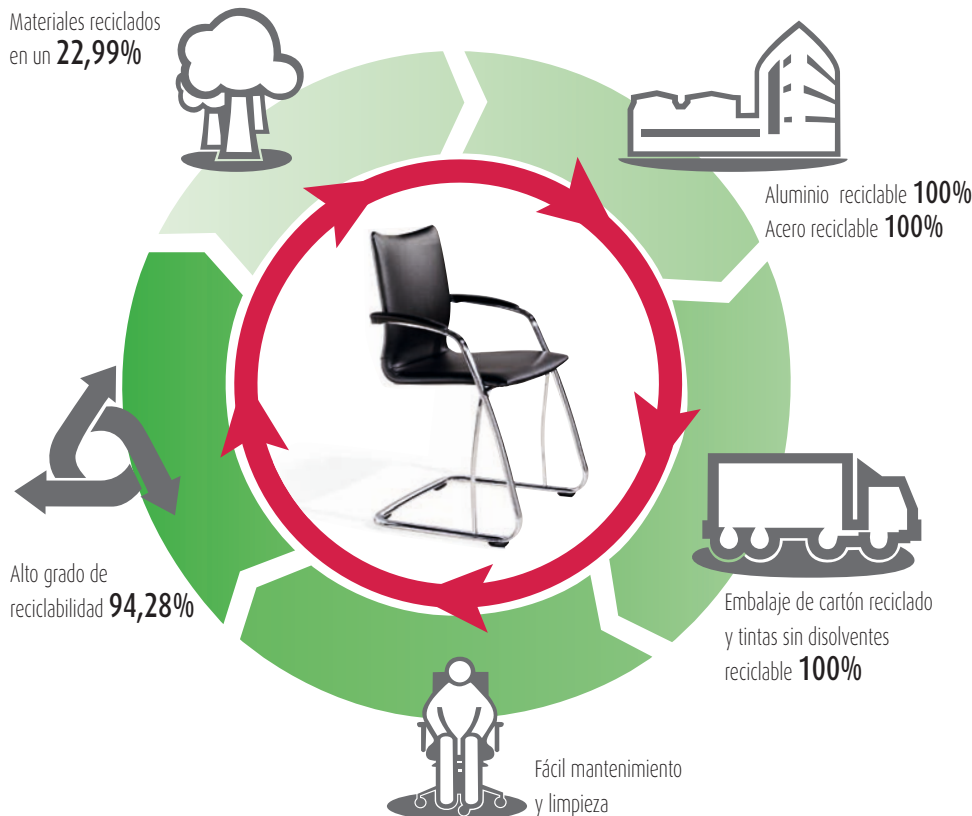 Materiales reciclados
en un 22,99%
Aluminio reciclable 100%
Acero reciclable 100%
Embalaje de cartón reciclado
y tintas sin disolventes
reciclable 100%
Fácil mantenimiento
y limpieza
Alto grado de
reciclabilidad 94,28%